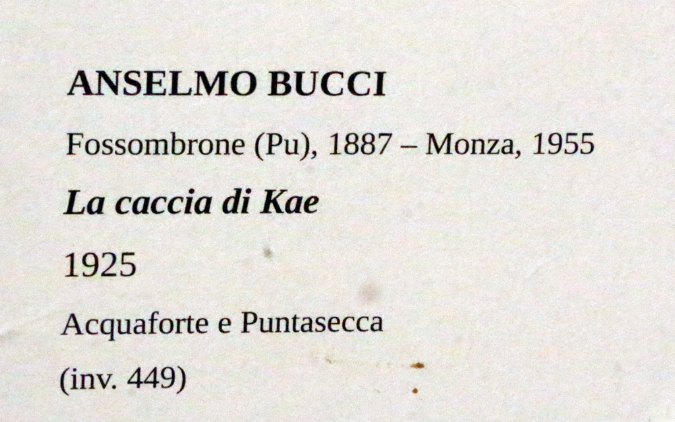 ANSELMO BUCCI
Fossombrone (Pu), 1887 – Monza, 1955
La caccia di Kae
1925
Acquaforte e Puntasecca
(inv. 449)